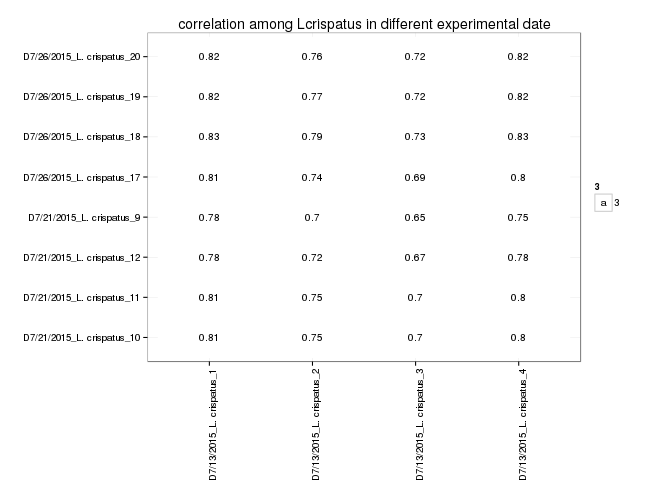 correlation among Lcrispatus in different experimental date
D7/26/2015_L. crispatus_20 0.82 0.76 0.72 0.82
D7/26/2015_L. crispatus_19 0.82 0.77 0.72 0.82
D7/26/2015_L. crispatus_18 0.83 0.79 0.73 0.83
D7/26/2015_L. crispatus_17 0.81 0.74 0.69 0.8
3
a 3
D7/21/2015_L. crispatus_9 0.78 0.7 0.65 0.75
D7/21/2015_L. crispatus_12 0.78 0.72 0.67 0.78
D7/21/2015_L. crispatus_11 0.81 0.75 0.7 0.8
D7/21/2015_L. crispatus_10 0.81 0.75 0.7 0.8
D7/13/2015_L. crispatus_1
D7/13/2015_L. crispatus_2
D7/13/2015_L. crispatus_3
D7/13/2015_L. crispatus_4